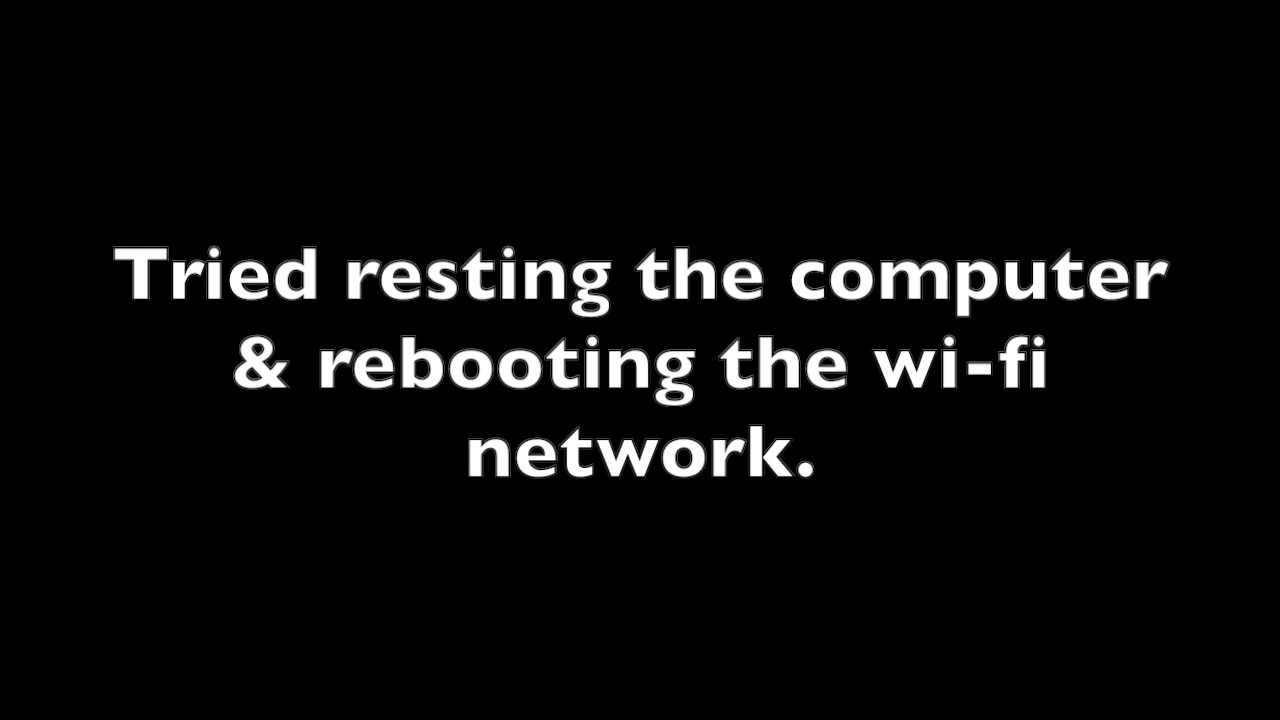 Tried resting the computer
& rebooting the wi-fi
network.